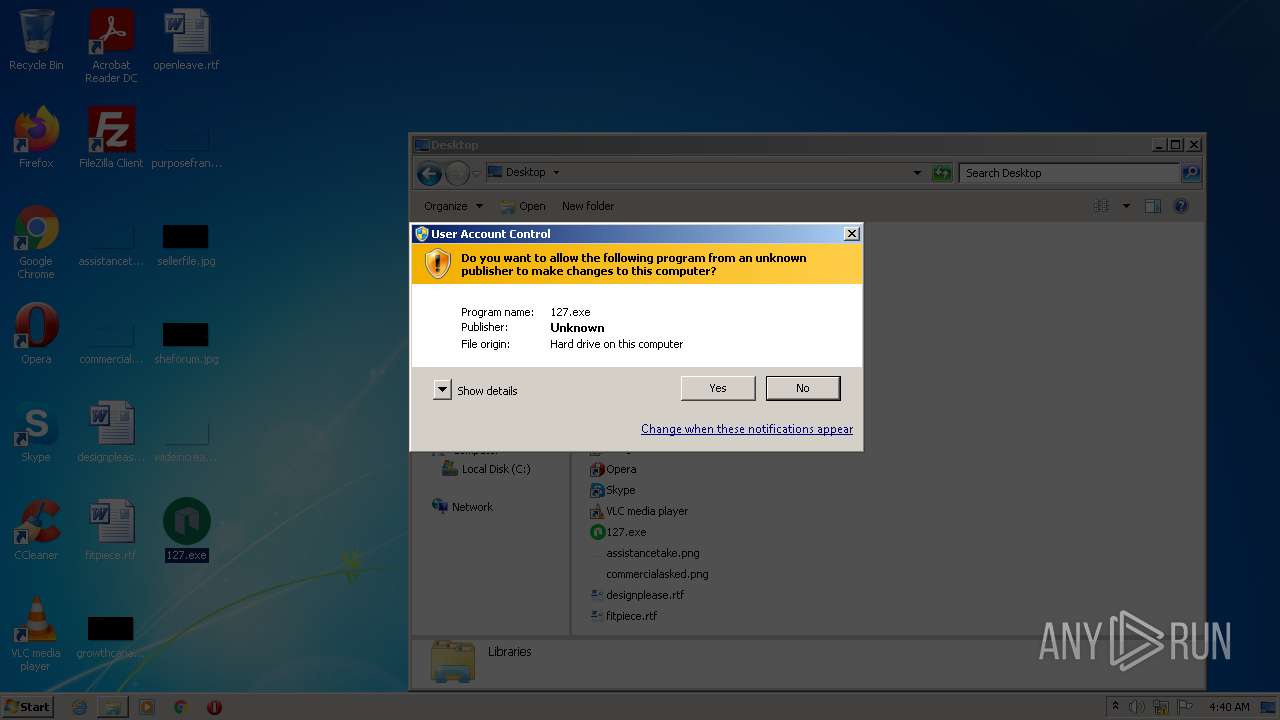 Recycle Bin
Acrobat
Reader DC
openleave.rtf
Firefox
FileZilla Client
purposefran...
Google
Chrome
assistancet...
sellerfile.jpg
Opera
commercial...
sheforum.jpg
Skype
designpleas...
wideincrea...
CCleaner
fitpiece.rtf
127.exe
VLC media
player
growthcana...
Desktop
Desktop
Search Desktop
Organize
Open
New folder
User Account Control
Do you want to allow the following program from an unknown
publisher to make changes to this computer?
Program name: 127.exe
Publisher: Unknown
File origin: Hard drive on this computer
Show details
Yes
No
Change when these notifications appear
Local Disk (C:)
Network
Opera
Skype
VLC media player
127.exe
assistancetake.png
commercialasked.png
designplease.rtf
fitpiece.rtf
Libraries
ANY RUN
Start
4:40 AM